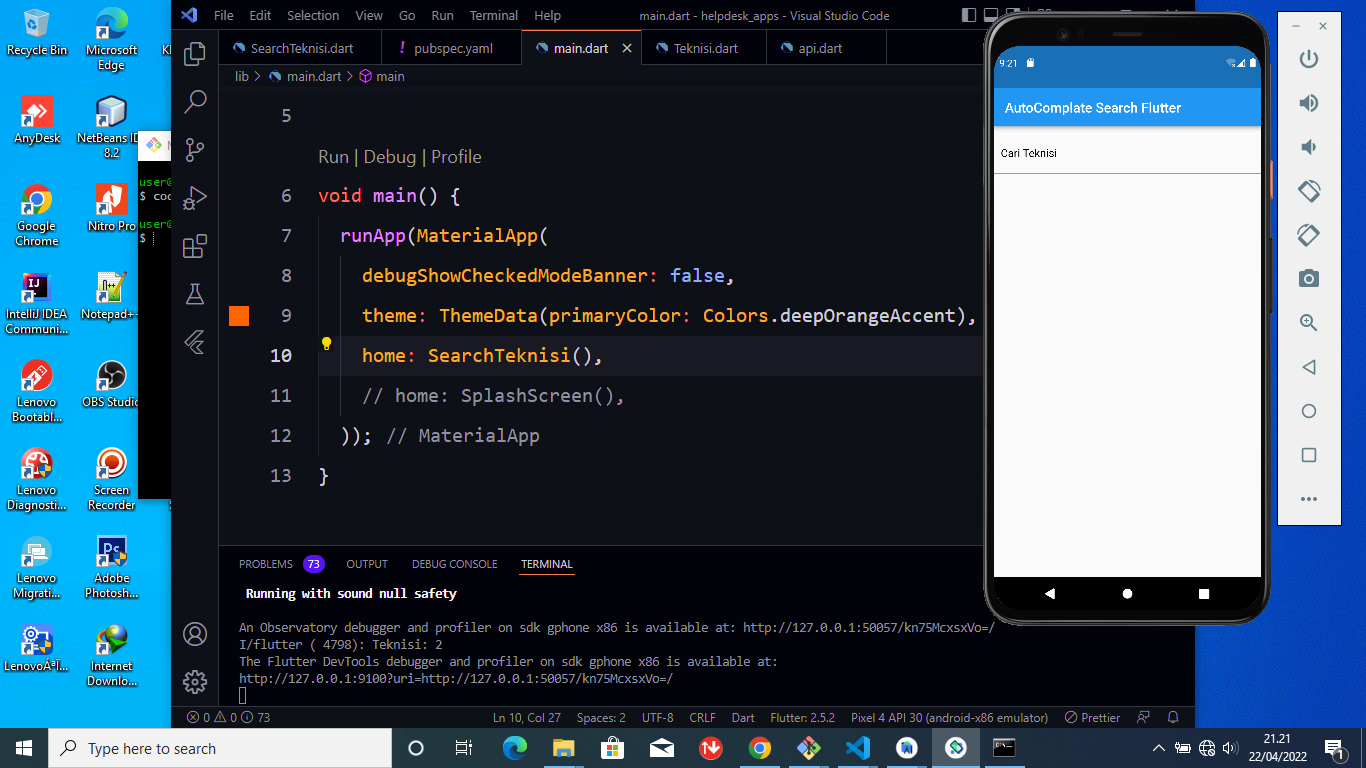 Recycle Bin
Microsoft Edge
AnyDesk
NetBeans ID 8.2
Google Chrome
Nitro Pro
IntelliJ IDEA Communi...
Notepad+
Lenovo Bootabl...
OBS Studi
Lenovo Diagnosti...
Screen Recorder
Lenovo Migrati...
Adobe Photosh...
Internet Downlo...
user@
$ coo
user@
$
File Edit Selection View Go Run Terminal Help
main.dart - helpdesk_apps - Visual Studio Code
SearchTeknisi.dart
! pubspec.yaml
main.dart
Teknisi.dart
api.dart
lib > main.dart > main
5
Run | Debug | Profile
6 void main() {
7 runApp(MaterialApp(
8 debugShowCheckedModeBanner: false,
9 theme: ThemeData(primaryColor: Colors.deepOrangeAccent),
10 home: SearchTeknisi(),
11 // home: SplashScreen(),
12 )); // MaterialApp
13 }
PROBLEMS 73 OUTPUT DEBUG CONSOLE TERMINAL
Running with sound null safety
An Observatory debugger and profiler on sdk gphone x86 is available at: http://127.0.0.1:50057/kn75McxsxVo=/
I/flutter ( 4798): Teknisi: 2
The Flutter DevTools debugger and profiler on sdk gphone x86 is available at:
http://127.0.0.1:9100?uri=http://127.0.0.1:50057/kn75McxsxVo=/
0 0 73
Ln 10, Col 27 Spaces: 2 UTF-8 CRLF Dart Flutter: 2.5.2 Pixel 4 API 30 (android-x86 emulator) Prettier
9:21
AutoComplate Search Flutter
Cari Teknisi
Type here to search
21.21
22/04/2022
1